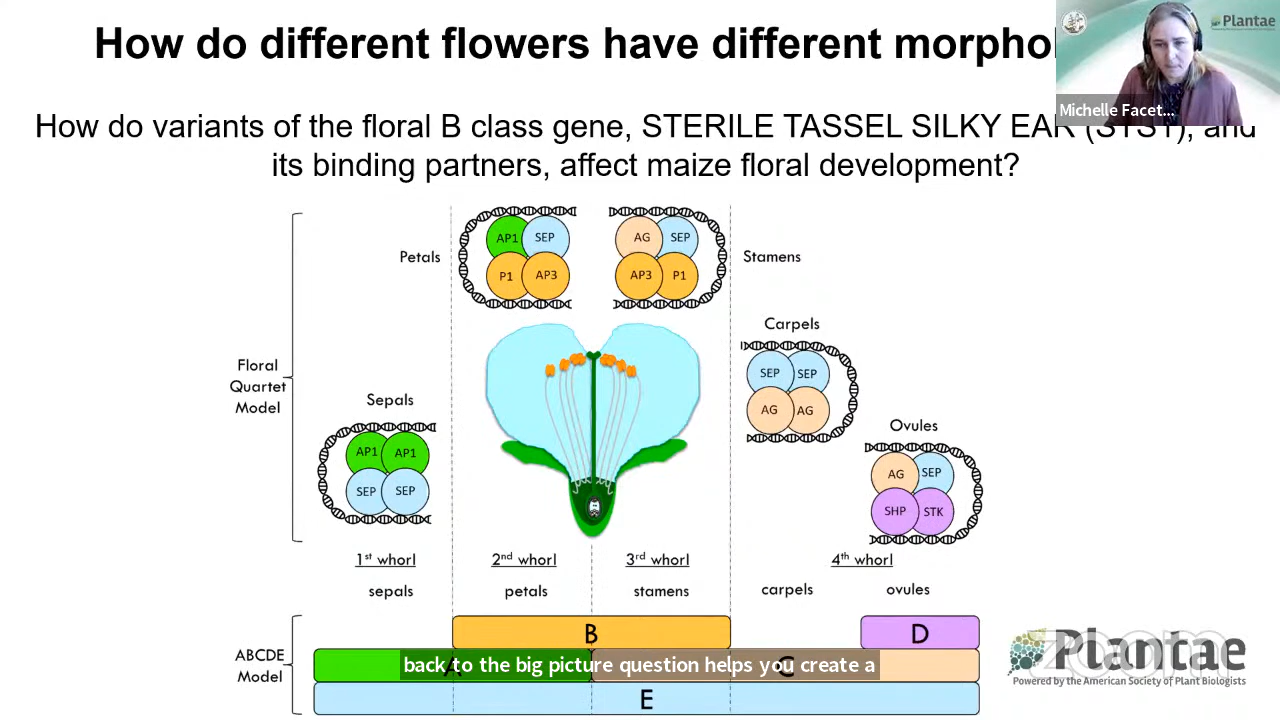 How do different flowers have different morpho
Plantae
Michelle Facet...
How do variants of the floral B class gene, STERILE TASSEL SILKY EAR (STS1), and
its binding partners, affect maize floral development?
AP1 SEP
P1 AP3
AG SEP
AP3 P1
Petals
Stamens
Carpels
SEP SEP
AG AG
Floral
Quartet
Model
Sepals
AP1 AP1
SEP SEP
Ovules
AG SEP
SHP STK
1st whorl 2nd whorl 3rd whorl 4th whorl
sepals petals stamens carpels ovules
ABCDE
Model
B
D
A
C
E
back to the big picture question helps you create a
zoom
Plantae
Powered by the American Society of Plant Biologists